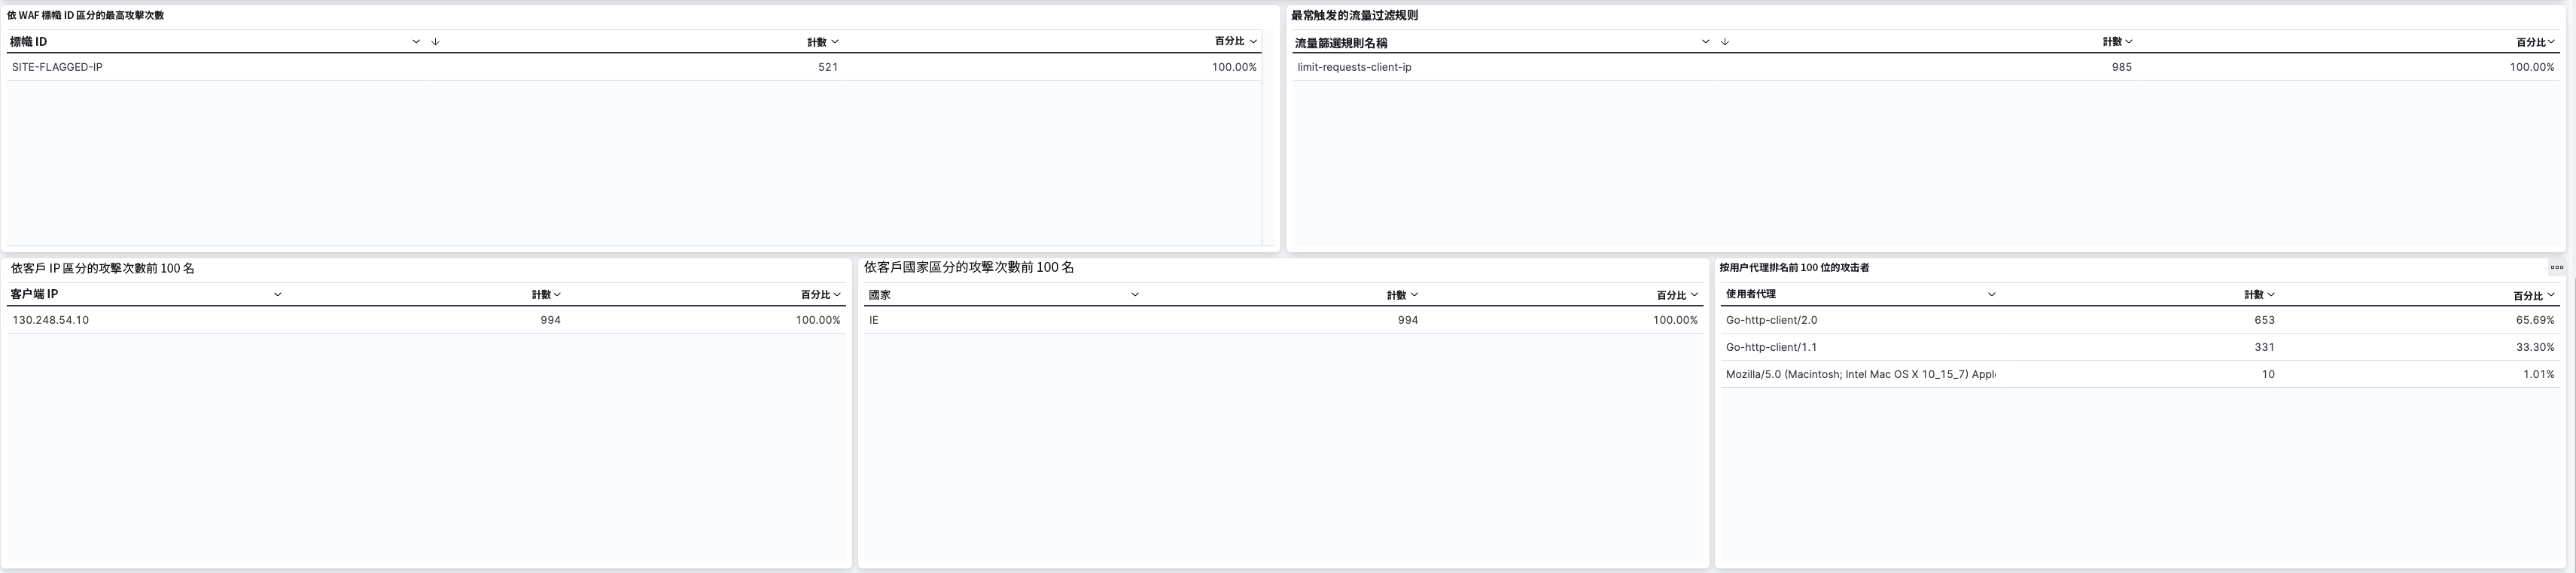 依 WAF 標幟 ID 區分的最高攻擊次數
標幟 ID 計數 百分比
SITE-FLAGGED-IP 521 100.00%
最常触发的流量过滤规则
流量篩選規則名稱 計數 百分比
limit-requests-client-ip 985 100.00%
依客戶 IP 區分的攻擊次數前 100 名
客户端 IP 計數 百分比
130.248.54.10 994 100.00%
依客戶國家區分的攻擊次數前 100 名
國家 計數 百分比
IE 994 100.00%
按用户代理排名前 100 位的攻击者
使用者代理 計數 百分比
Go-http-client/2.0 653 65.69%
Go-http-client/1.1 331 33.30%
Mozilla/5.0 (Macintosh; Intel Mac OS X 10_15_7) Appl 10 1.01%